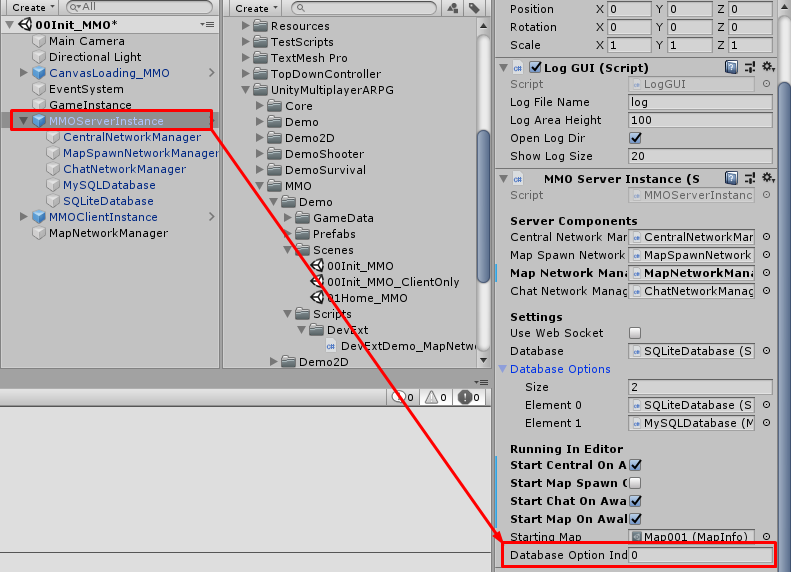 Create
All
00Init_MMO*
Main Camera
Directional Light
CanvasLoading_MMO
EventSystem
GameInstance
MMOServerInstance
CentralNetworkManager
MapSpawnNetworkManager
ChatNetworkManager
MySQLDatabase
SQLiteDatabase
MMOClientInstance
MapNetworkManager
Create
Resources
TestScripts
TextMesh Pro
TopDownController
UnityMultiplayerARPG
Core
Demo
Demo2D
DemoShooter
DemoSurvival
MMO
Demo
GameData
Prefabs
Scenes
00Init_MMO
00Init_MMO_ClientOnly
01Home_MMO
Scripts
DevExt
DevExtDemo_MapNetw
Demo2D
0 0 0
Position X 0 Y 0 Z 0
Rotation X 0 Y 0 Z 0
Scale X 1 Y 1 Z 1
Log GUI (Script)
Script LogGUI
Log File Name log
Log Area Height 100
Open Log Dir
Show Log Size 20
MMO Server Instance (S
Script MMOServerInstanc
Server Components
Central Network Mar CentralNetworkMar
Map Spawn Network MapSpawnNetwork
Map Network Mana MapNetworkMana
Chat Network Manag ChatNetworkManag
Settings
Use Web Socket
Database SQLiteDatabase (S
Database Options
Size 2
Element 0 SQLiteDatabase (S
Element 1 MySQLDatabase (M
Running In Editor
Start Central On A
Start Map Spawn C
Start Chat On Awa
Start Map On Awal
Starting Map Map001 (MapInfo)
Database Option Ind 0